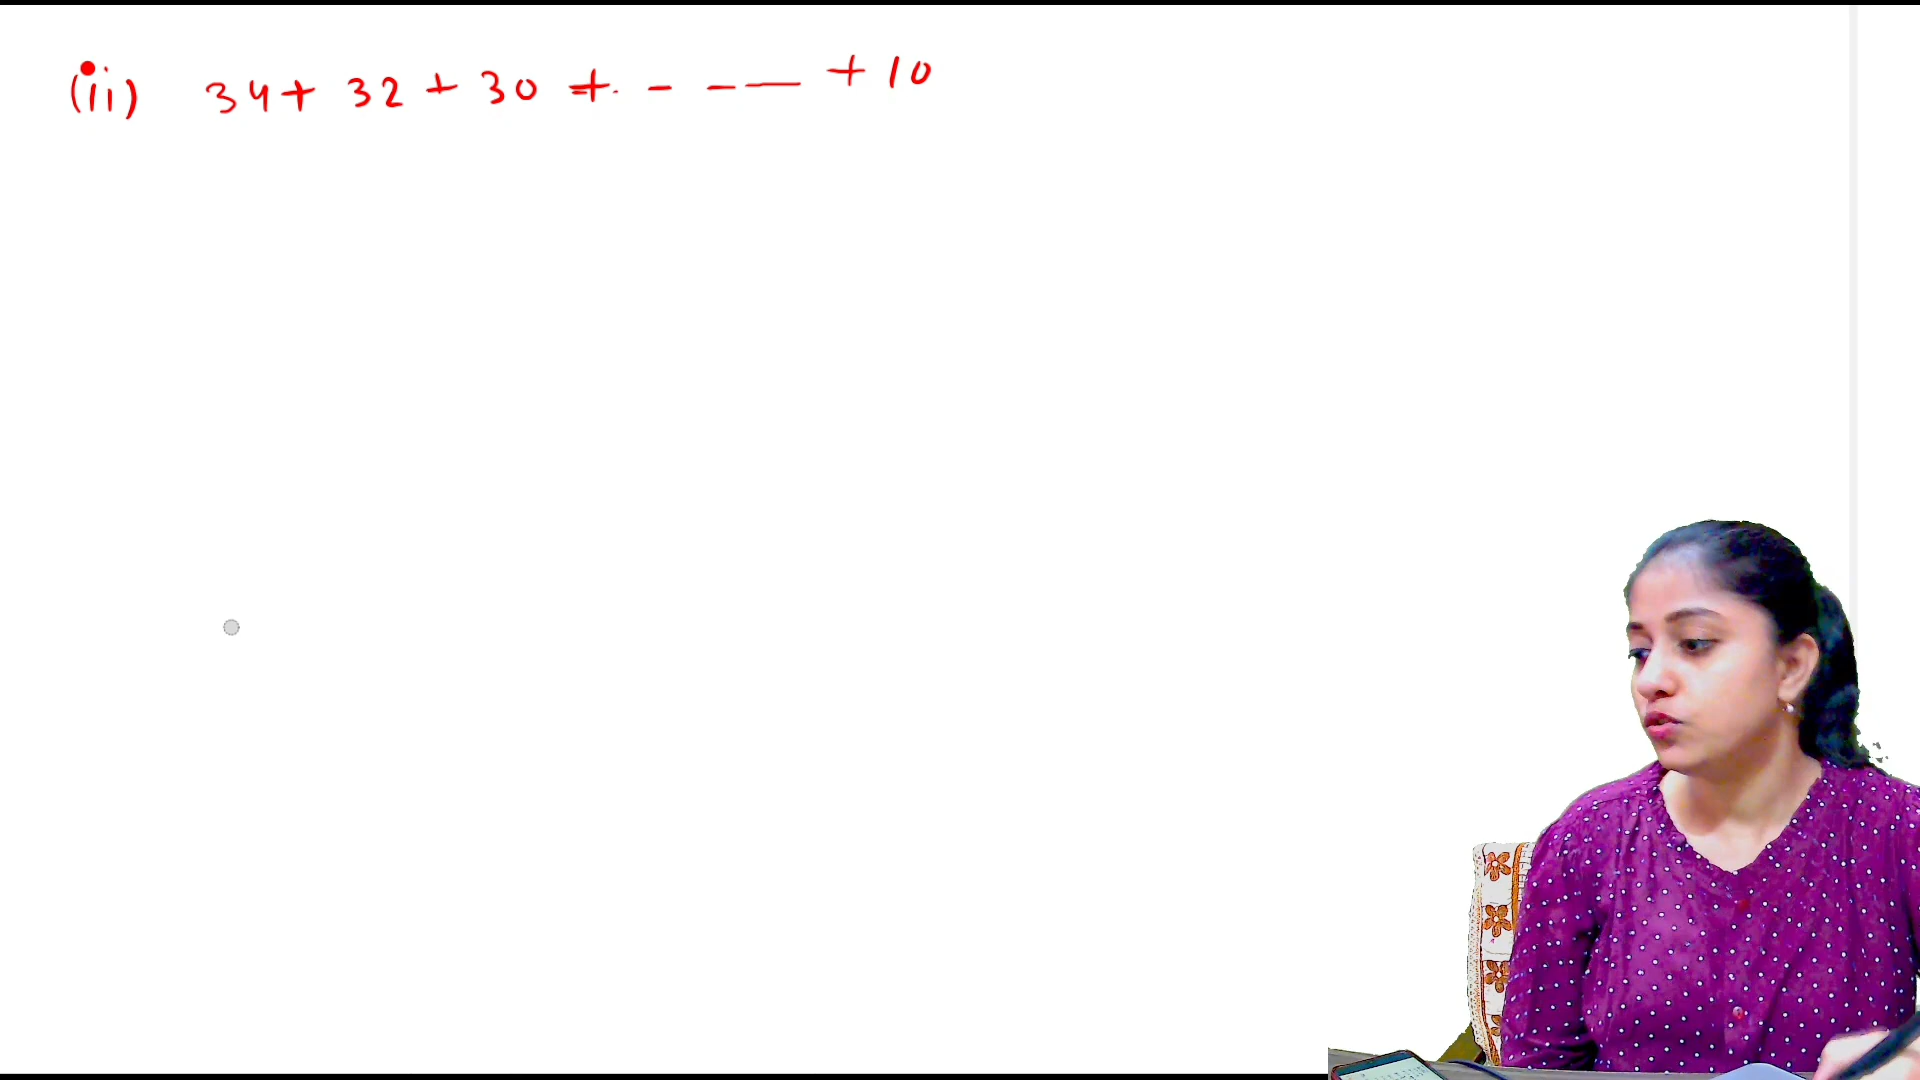 (ii) 34 + 32 + 30 + - - — + 10